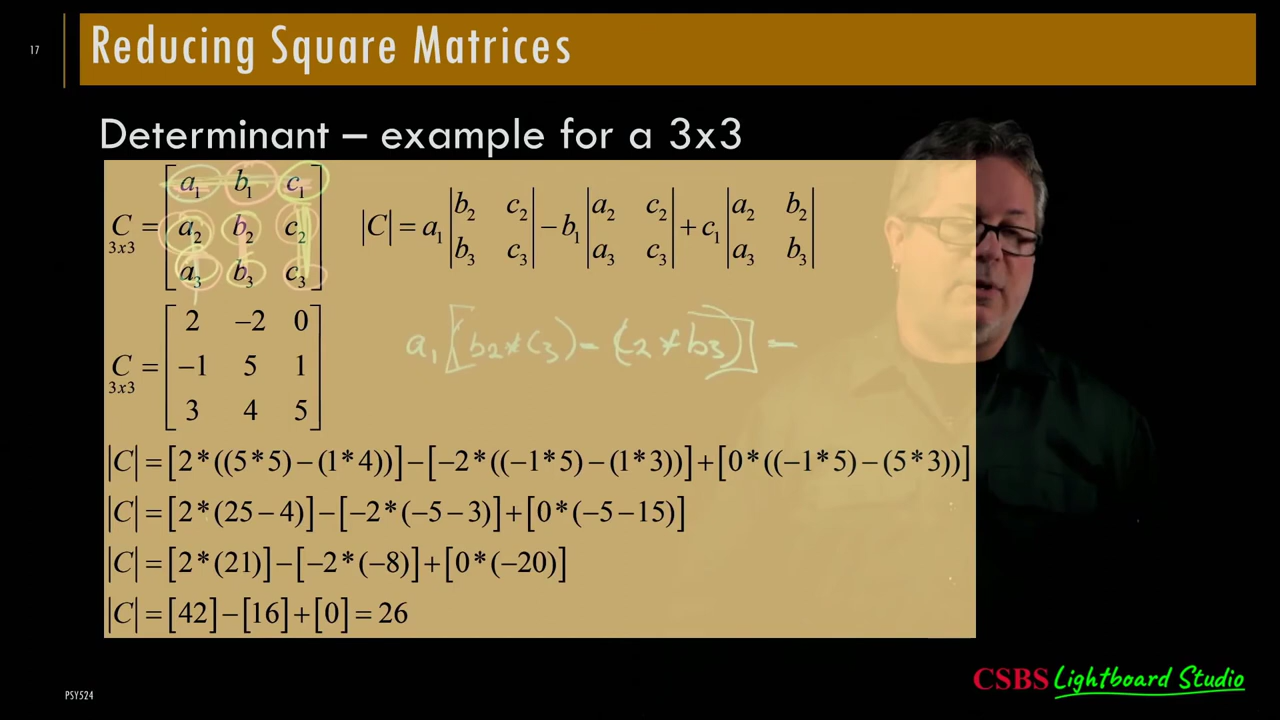 17
Reducing Square Matrices
Determinant – example for a 3x3
C = [a₁ b₁ c₁
3x3
a₂ b₂ c₂
a₃ b₃ c₃]
|C| = a₁ |b₂ c₂ b₃ c₃| − b₁ |a₂ c₂ a₃ c₃| + c₁ |a₂ b₂ a₃ b₃|
a₁ [(b2 * c3) - (c2 * b3)] -
C = [2 −2 0
3x3
−1 5 1
3 4 5]
|C| = [2*((5*5)−(1*4))]−[−2*((−1*5)−(1*3))]+[0*((−1*5)−(5*3))]
|C| = [2*(25−4)]−[−2*(−5−3)]+[0*(−5−15)]
|C| = [2*(21)]−[−2*(−8)]+[0*(−20)]
|C| = [42]−[16]+[0] = 26
PSY524
CSBS Lightboard Studio